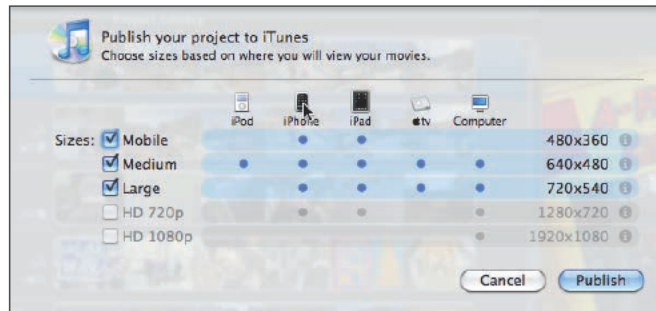 Publish your project to iTunes
Choose sizes based on where you will view your movies.
iPod iPhone iPad tv Computer
Sizes: Mobile 480x360
Medium 640x480
Large 720x540
HD 720p 1280x720
HD 1080p 1920x1080
Cancel Publish